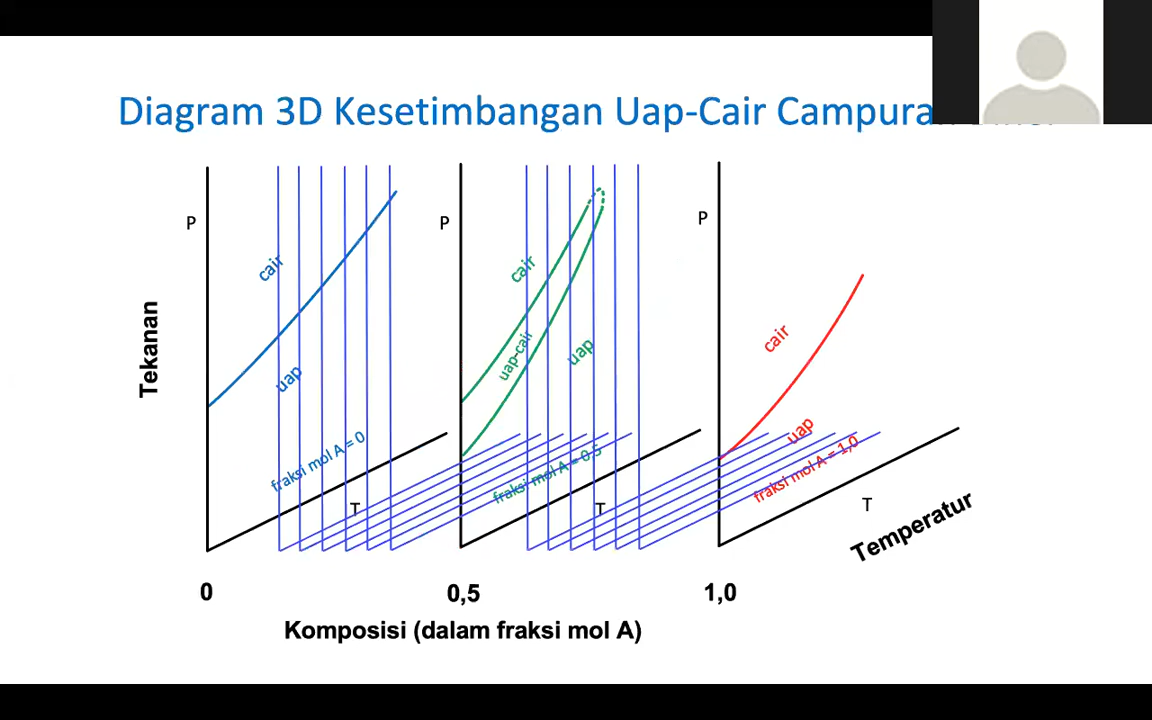 Diagram 3D Kesetimbangan Uap-Cair Campura
P
P
P
cair
cair
cair
uap
uap-cair
uap
uap
Tekanan
fraksi mol A = 0
fraksi mol A = 0,5
fraksi mol A = 1,0
T
T
T
Temperatur
0
0,5
1,0
Komposisi (dalam fraksi mol A)